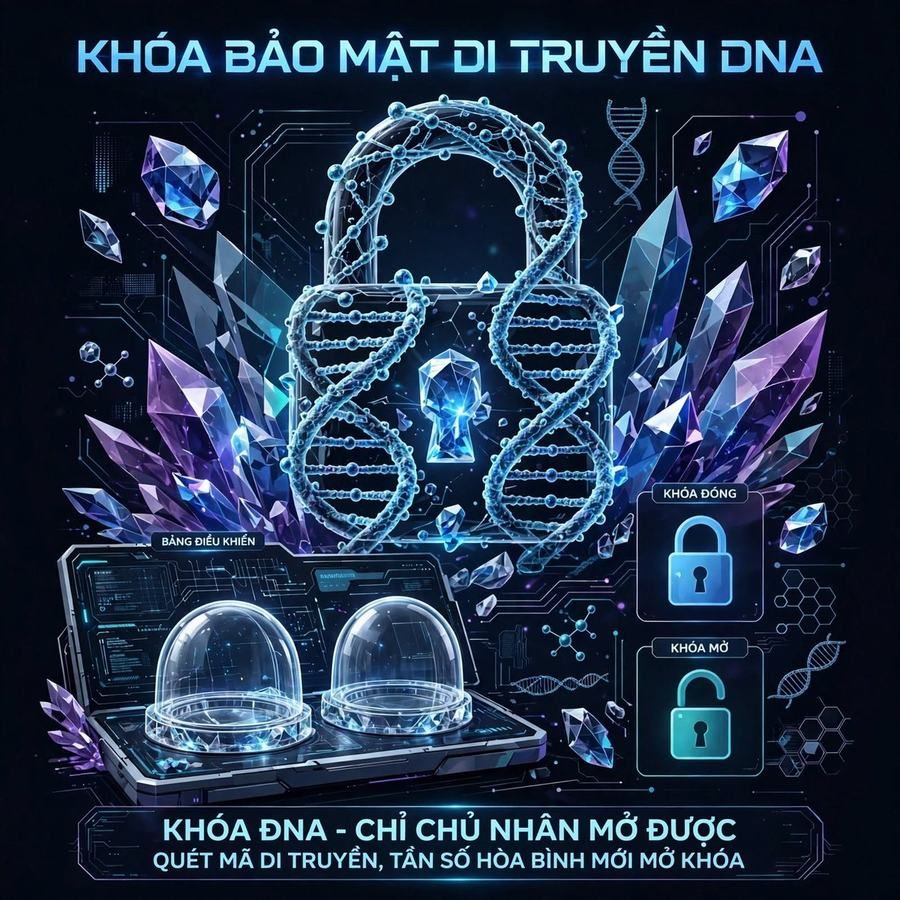 KHÓA BẢO MẬT DI TRUYỀN DNA
KHÓA ĐÓNG
BẢNG ĐIỀU KHIỂN
KHÓA MỞ
KHÓA ĐNA - CHỈ CHỦ NHÂN MỞ ĐƯỢC
QUÉT MÃ DI TRUYỀN, TẦN SỐ HÒA BÌNH MỚI MỞ KHÓA